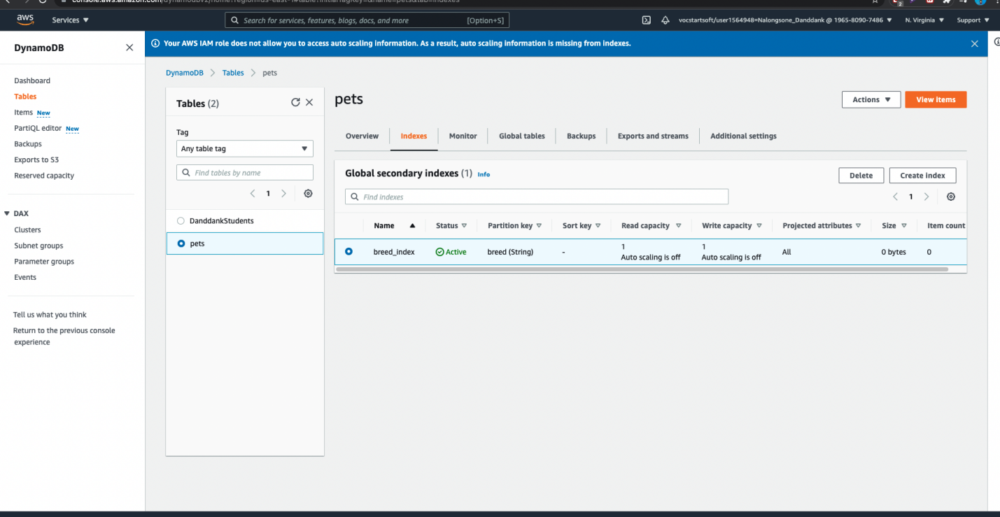 aws Services Search for services, features, blogs, docs, and more [Option+S] vocstartsoft/user1564948=Nalongsone_Danddank @ 1965-8090-7486 N. Virginia Support
DynamoDB
Your AWS IAM role does not allow you to access auto scaling information. As a result, auto scaling information is missing from indexes.
Dashboard
Tables
Items New
PartiQL editor New
Backups
Exports to S3
Reserved capacity
DAX
Clusters
Subnet groups
Parameter groups
Events
Tell us what you think
Return to the previous console
experience
DynamoDB > Tables > pets
Tables (2)
Tag
Any table tag
Find tables by name
1
DanddankStudents
pets
pets
Actions View items
Overview Indexes Monitor Global tables Backups Exports and streams Additional settings
Global secondary indexes (1) Info
Delete Create index
Find indexes
1
Name Status Partition key Sort key Read capacity Write capacity Projected attributes Size Item count
breed_index Active breed (String) - 1 1 All 0 bytes 0
Auto scaling is off Auto scaling is off